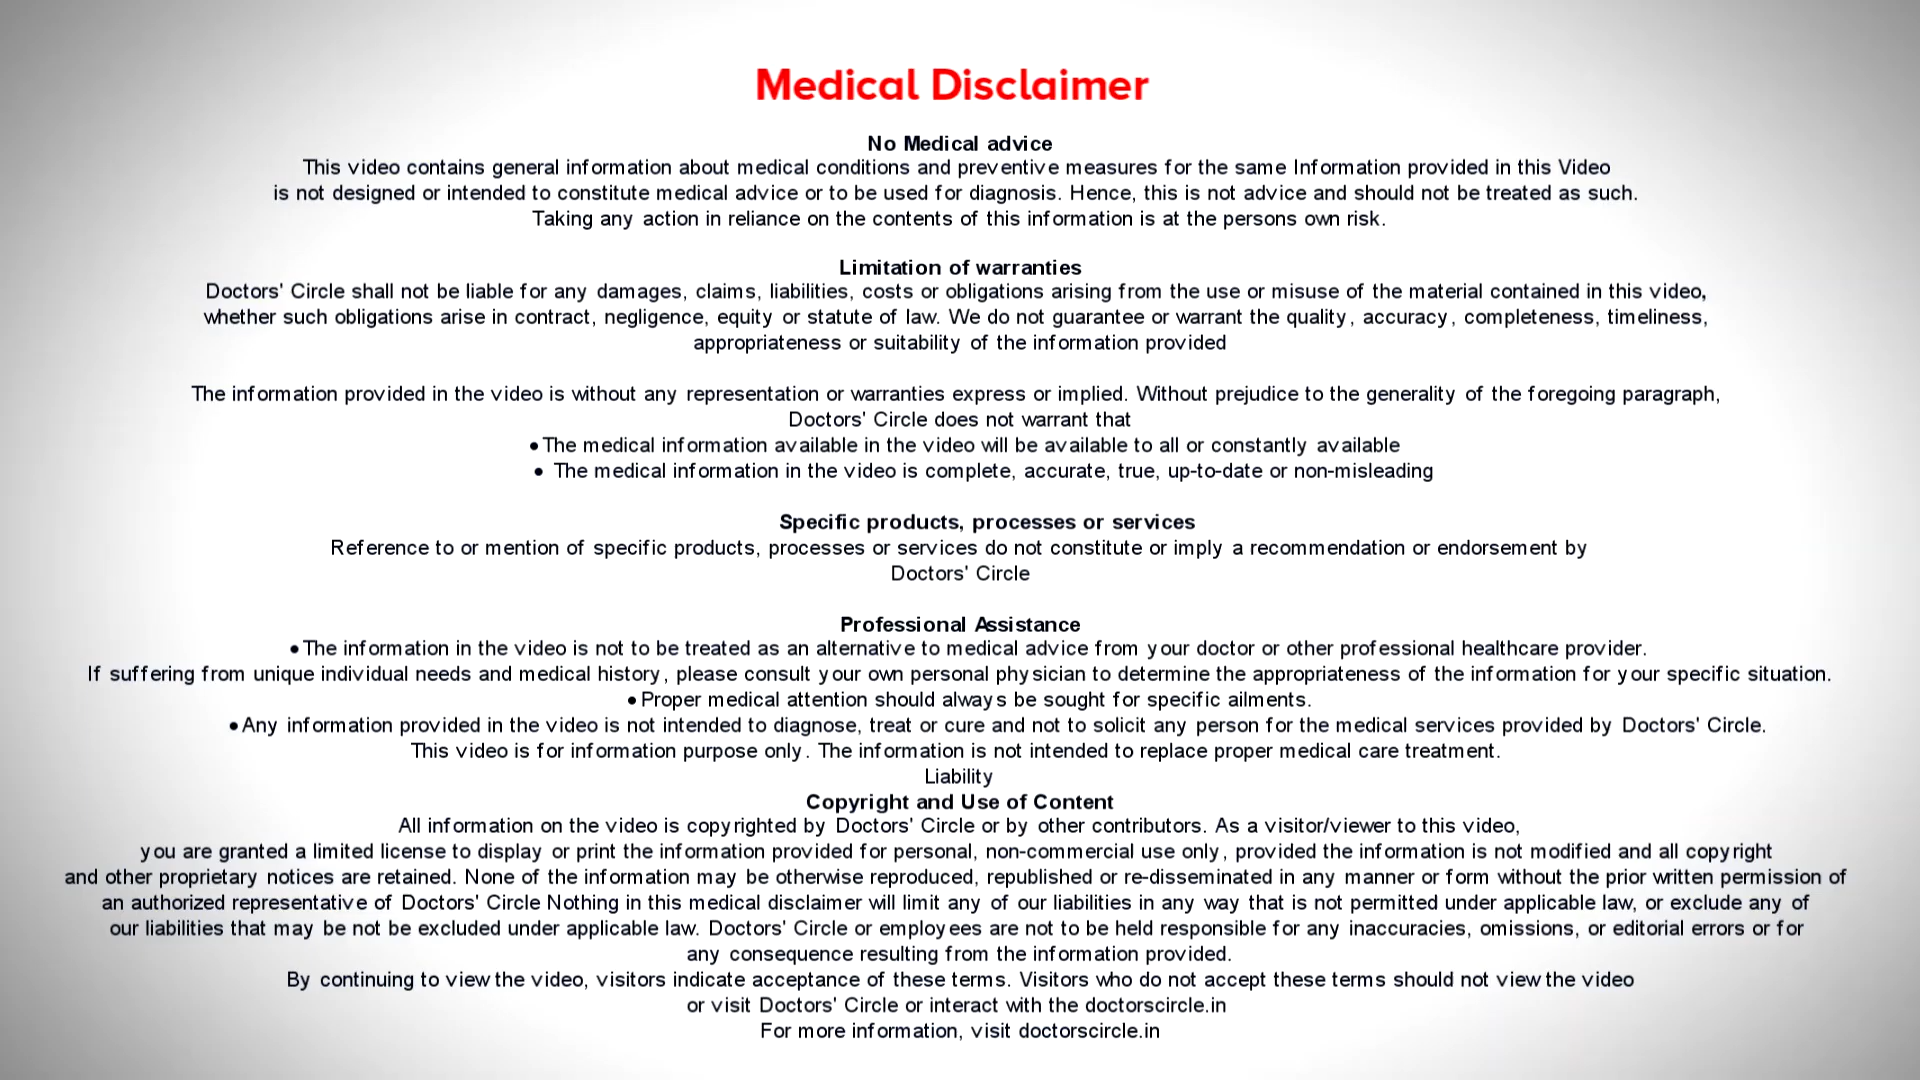 Medical Disclaimer
No Medical advice
This video contains general information about medical conditions and preventive measures for the same Information provided in this Video
is not designed or intended to constitute medical advice or to be used for diagnosis. Hence, this is not advice and should not be treated as such.
Taking any action in reliance on the contents of this information is at the persons own risk.
Limitation of warranties
Doctors' Circle shall not be liable for any damages, claims, liabilities, costs or obligations arising from the use or misuse of the material contained in this video,
whether such obligations arise in contract, negligence, equity or statute of law. We do not guarantee or warrant the quality, accuracy, completeness, timeliness,
appropriateness or suitability of the information provided
The information provided in the video is without any representation or warranties express or implied. Without prejudice to the generality of the foregoing paragraph,
Doctors' Circle does not warrant that
• The medical information available in the video will be available to all or constantly available
• The medical information in the video is complete, accurate, true, up-to-date or non-misleading
Specific products, processes or services
Reference to or mention of specific products, processes or services do not constitute or imply a recommendation or endorsement by
Doctors' Circle
Professional Assistance
• The information in the video is not to be treated as an alternative to medical advice from your doctor or other professional healthcare provider.
If suffering from unique individual needs and medical history, please consult your own personal physician to determine the appropriateness of the information for your specific situation.
• Proper medical attention should always be sought for specific ailments.
• Any information provided in the video is not intended to diagnose, treat or cure and not to solicit any person for the medical services provided by Doctors' Circle.
This video is for information purpose only. The information is not intended to replace proper medical care treatment.
Liability
Copyright and Use of Content
All information on the video is copyrighted by Doctors' Circle or by other contributors. As a visitor/viewer to this video,
you are granted a limited license to display or print the information provided for personal, non-commercial use only, provided the information is not modified and all copyright
and other proprietary notices are retained. None of the information may be otherwise reproduced, republished or re-disseminated in any manner or form without the prior written permission of
an authorized representative of Doctors' Circle Nothing in this medical disclaimer will limit any of our liabilities in any way that is not permitted under applicable law, or exclude any of
our liabilities that may be not be excluded under applicable law. Doctors' Circle or employees are not to be held responsible for any inaccuracies, omissions, or editorial errors or for
any consequence resulting from the information provided.
By continuing to view the video, visitors indicate acceptance of these terms. Visitors who do not accept these terms should not view the video
or visit Doctors' Circle or interact with the doctorscircle.in
For more information, visit doctorscircle.in